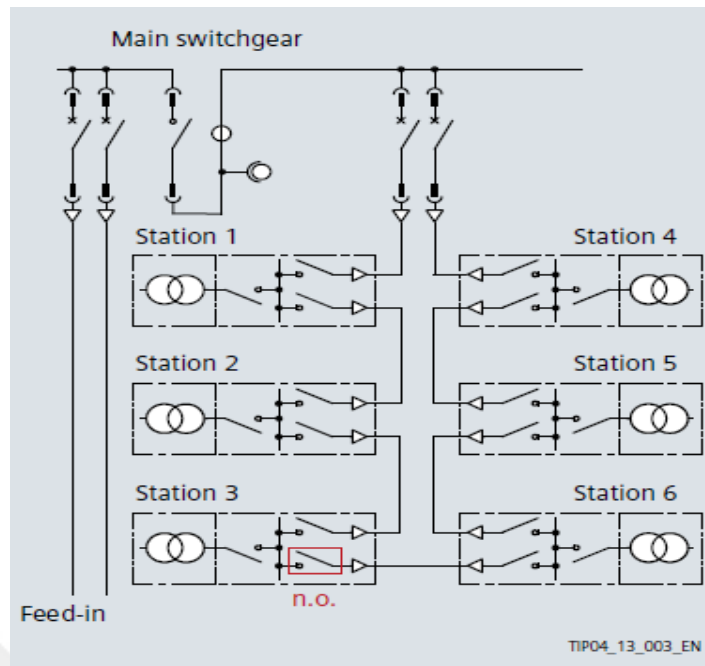 Main switchgear
Station 1
Station 4
Station 2
Station 5
Station 3
Station 6
n.o.
Feed-in
TIP04_13_003_EN